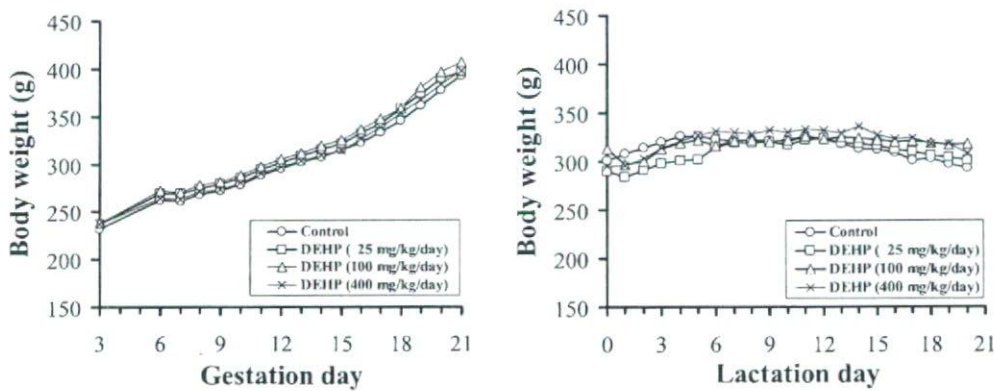 450
400
350
300
250
200
150
Body weight (g)
Control
DEHP ( 25 mg/kg/day)
DEHP (100 mg/kg/day)
DEHP (400 mg/kg/day)
3 6 9 12 15 18 21
Gestation day
450
400
350
300
250
200
150
Body weight (g)
Control
DEHP ( 25 mg/kg/day)
DEHP (100 mg/kg/day)
DEHP (400 mg/kg/day)
0 3 6 9 12 15 18 21
Lactation day